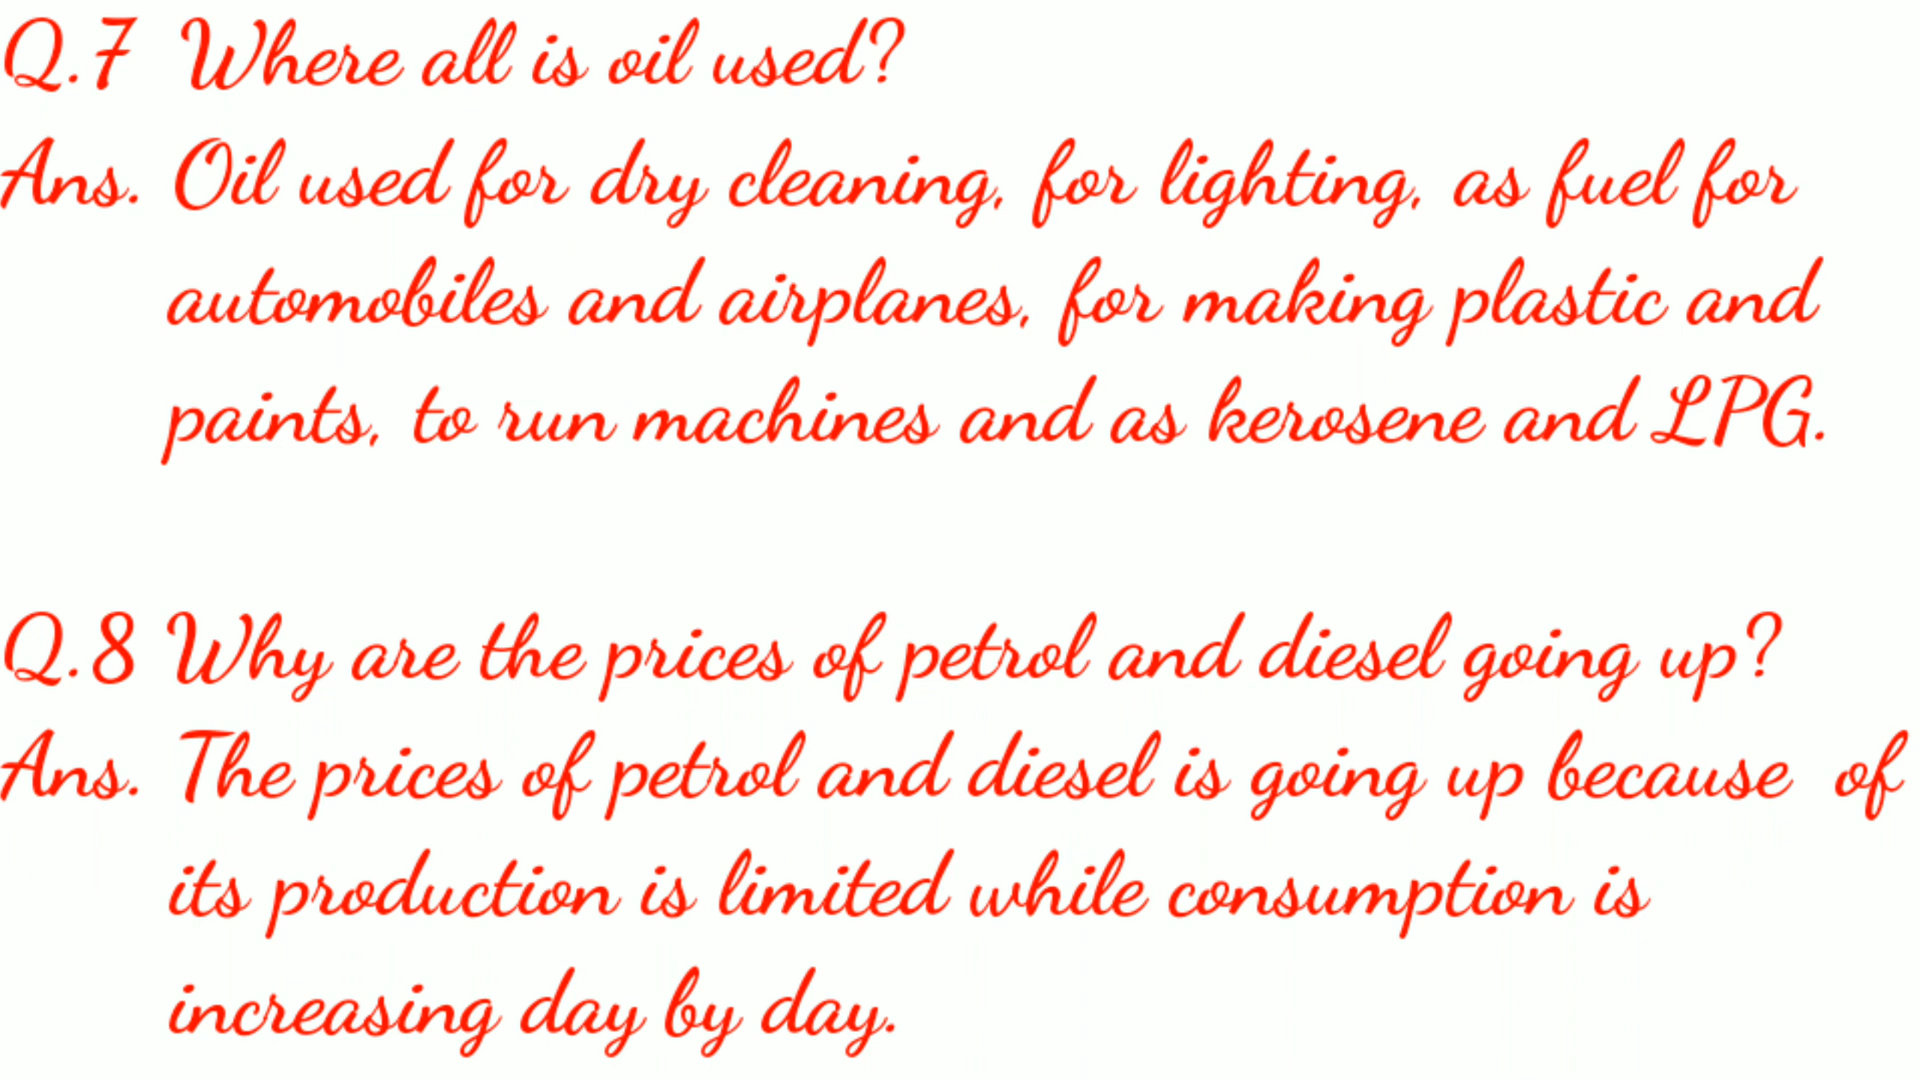 Q.7 Where all is oil used?
Ans. Oil used for dry cleaning, for lighting, as fuel for
automobiles and airplanes, for making plastic and
paints, to run machines and as kerosene and LPG.
Q.8 Why are the prices of petrol and diesel going up?
Ans. The prices of petrol and diesel is going up because of
its production is limited while consumption is
increasing day by day.